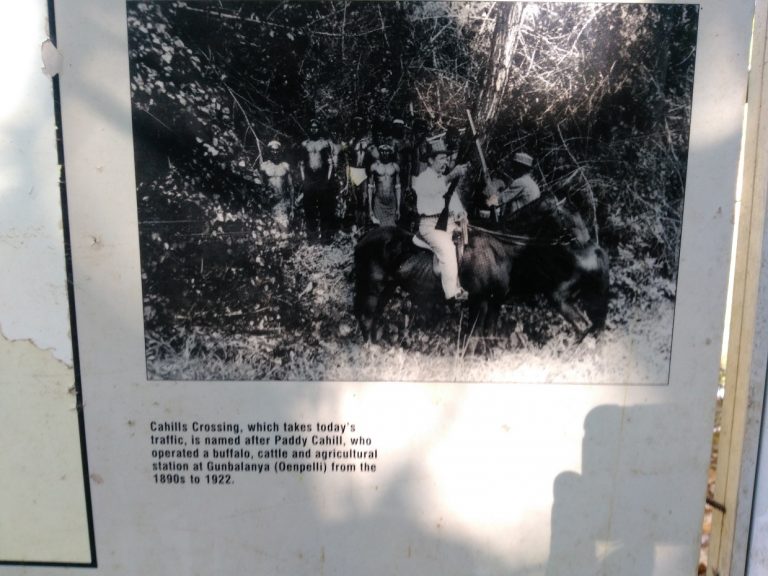 Cahills Crossing, which takes today's
traffic, is named after Paddy Cahill, who
operated a buffalo, cattle and agricultural
station at Gunbalanya (Oenpelli) from the
1890s to 1922.